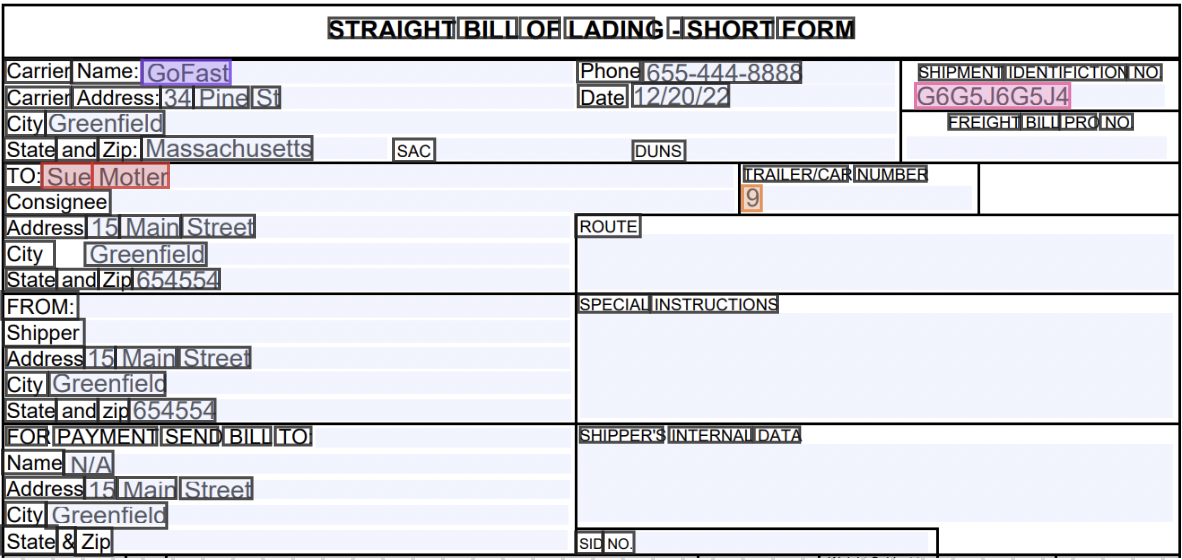 STRAIGHT BILL OF LADING - SHORT FORM
Carrier Name: GoFast
Phone 655-444-8888
SHIPMENT IDENTIFICTION NO
Carrier Address: 34 Pine St
Date 12/20/22
G6G5J6G5J4
City Greenfield
FREIGHT BILL PRO NO
State and Zip: Massachusetts
SAC
DUNS
TO: Sue Motler
TRAILER/CAR NUMBER
Consignee
9
Address 15 Main Street
ROUTE
City Greenfield
State and Zip 654554
FROM:
SPECIAL INSTRUCTIONS
Shipper
Address 15 Main Street
City Greenfield
State and zip 654554
FOR PAYMENT SEND BILL TO:
SHIPPER'S INTERNAL DATA
Name N/A
Address 15 Main Street
City Greenfield
State & Zip
SID NO.